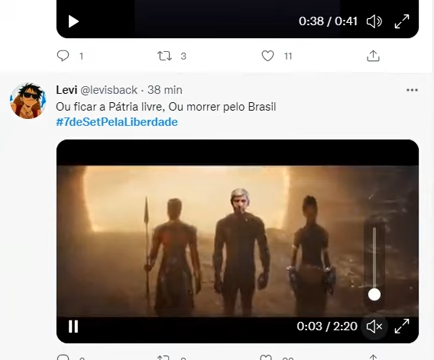 0:38 / 0:41
1 3 11
Levi @levisback · 38 min
Ou ficar a Pátria livre, Ou morrer pelo Brasil
#7deSetPelaLiberdade
0:03 / 2:20